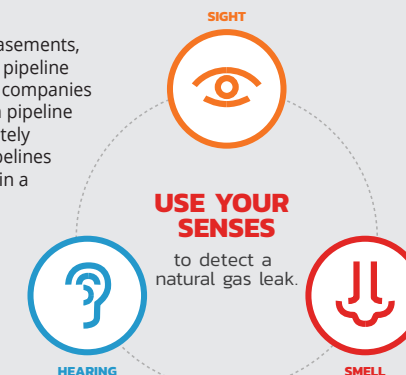 SIGHT
asements,
pipeline
companies
pipeline
tely
pelines
in a
USE YOUR
SENSES
to detect a
natural gas leak.
HEARING
SMELL